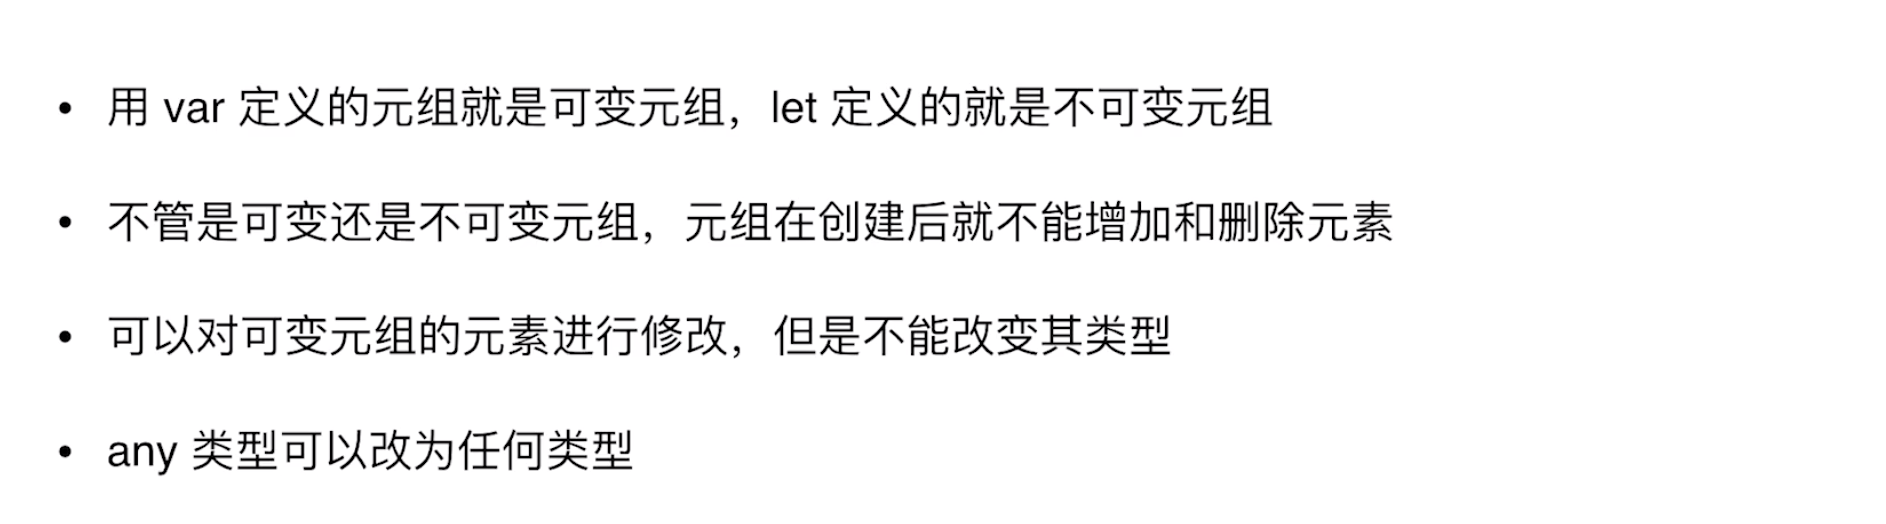 • 用 var 定义的元组就是可变元组，let 定义的就是不可变元组
• 不管是可变还是不可变元组，元组在创建后就不能增加和删除元素
• 可以对可变元组的元素进行修改，但是不能改变其类型
• any 类型可以改为任何类型